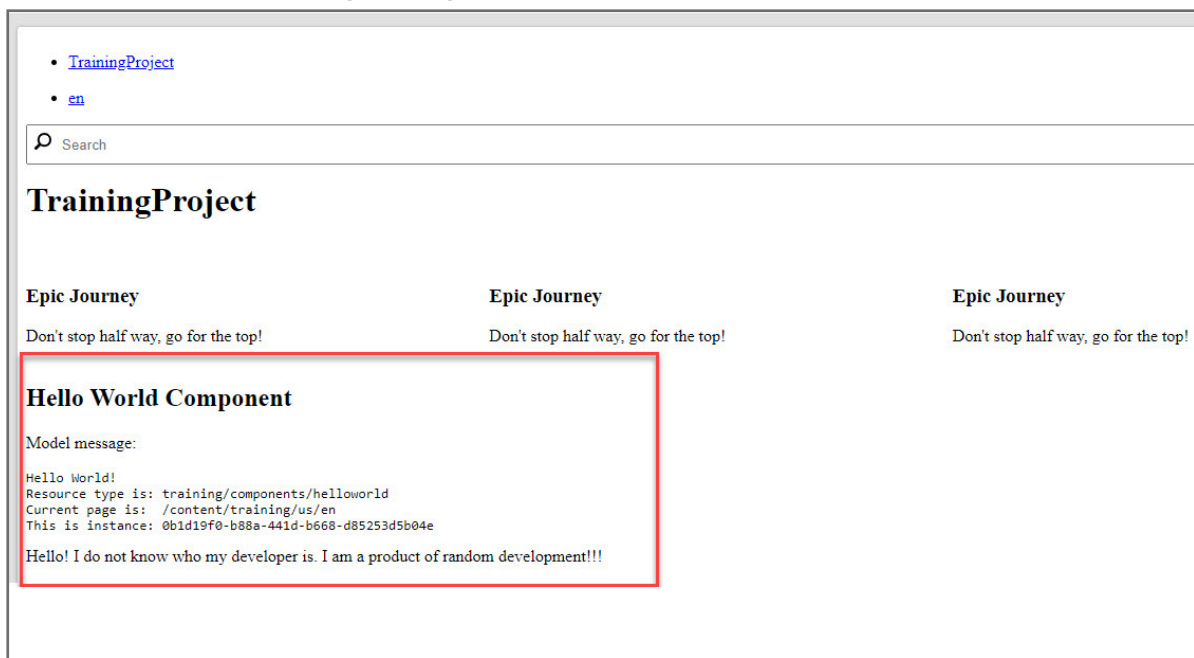 TrainingProject
en
Search
TrainingProject
Epic Journey
Epic Journey
Epic Journey
Don't stop half way, go for the top!
Don't stop half way, go for the top!
Don't stop half way, go for the top!
Hello World Component
Model message:
Hello World!
Resource type is: training/components/helloworld
Current page is:  /content/training/us/en
This is instance: 0b1d19f0-b88a-441d-b668-d85253d5b04e
Hello! I do not know who my developer is. I am a product of random development!!!